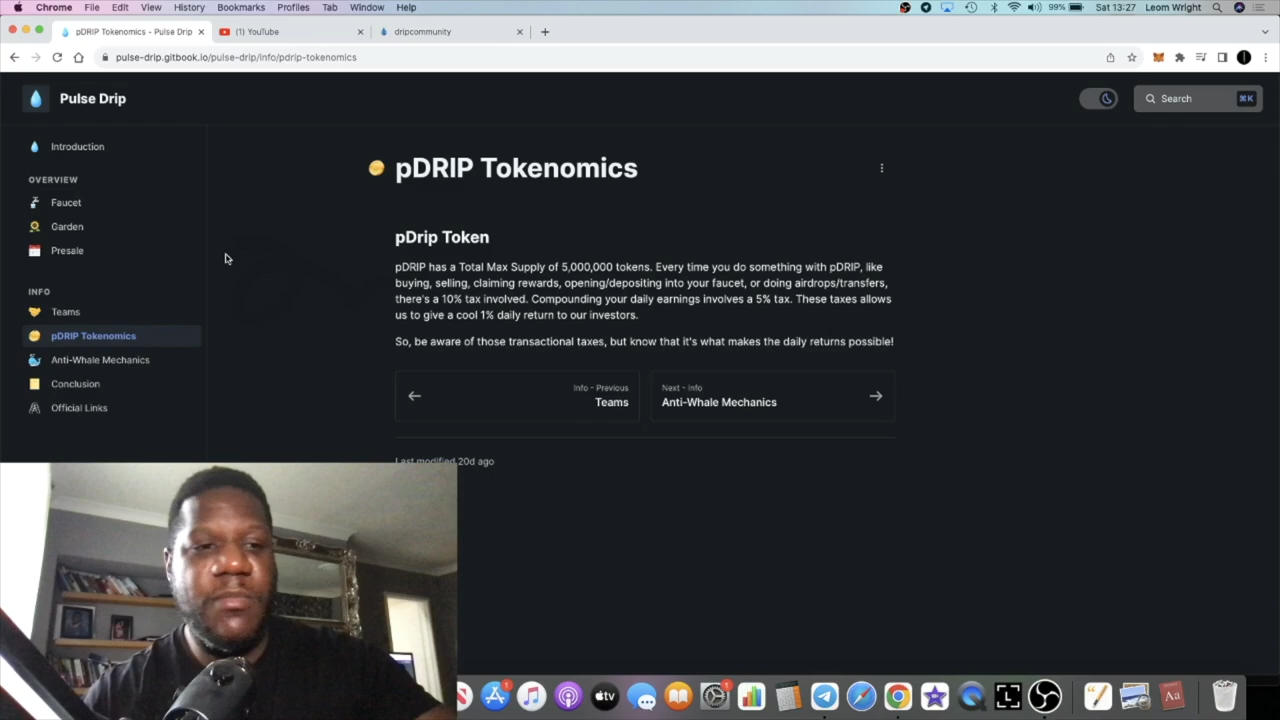 Chrome File Edit View History Bookmarks Profiles Tab Window Help 99% Sat 13:27 Leom Wright
pDRIP Tokenomics - Pulse Drip (1) YouTube dripcommunity
pulse-drip.gitbook.io/pulse-drip/info/pdrip-tokenomics
Pulse Drip Search ⌘K
Introduction
OVERVIEW
Faucet
Garden
Presale
INFO
Teams
pDRIP Tokenomics
Anti-Whale Mechanics
Conclusion
Official Links
pDRIP Tokenomics
pDrip Token
pDRIP has a Total Max Supply of 5,000,000 tokens. Every time you do something with pDRIP, like
buying, selling, claiming rewards, opening/depositing into your faucet, or doing airdrops/transfers,
there's a 10% tax involved. Compounding your daily earnings involves a 5% tax. These taxes allows
us to give a cool 1% daily return to our investors.
So, be aware of those transactional taxes, but know that it's what makes the daily returns possible!
Info - Previous
Teams
Next - Info
Anti-Whale Mechanics
Last modified 20d ago
tv
Aa